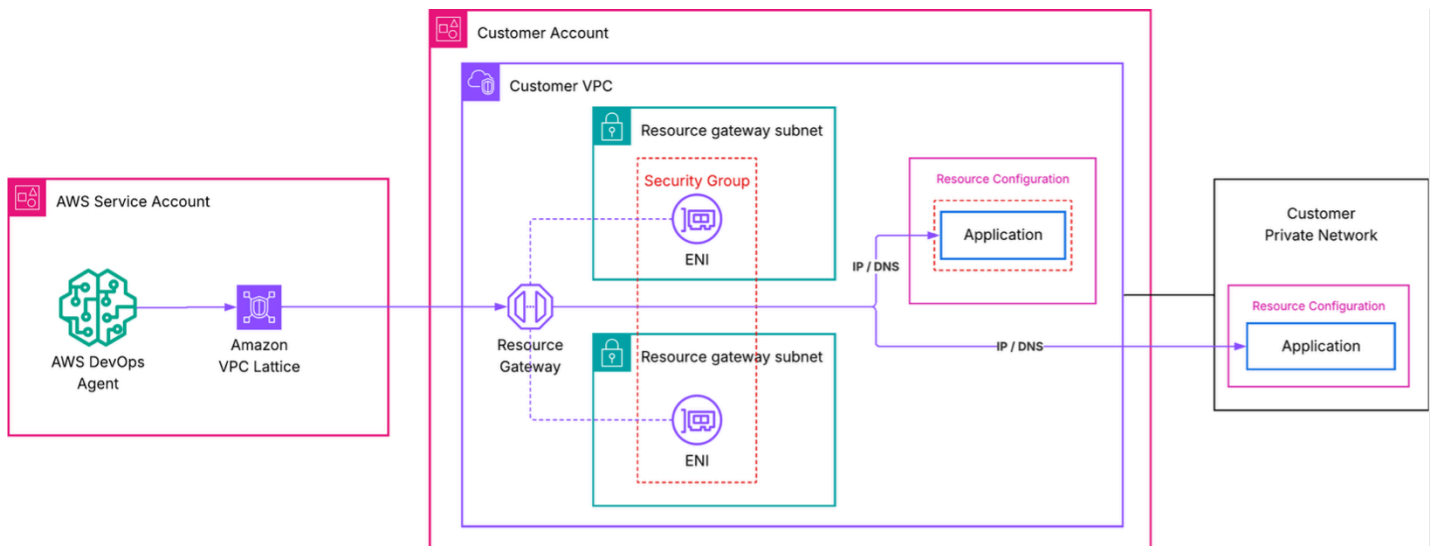 Customer Account
Customer VPC
Resource gateway subnet
Security Group
ENI
Resource Configuration
Application
IP / DNS
AWS Service Account
AWS DevOps
Agent
Amazon
VPC Lattice
Resource
Gateway
Resource gateway subnet
ENI
IP / DNS
Customer
Private Network
Resource Configuration
Application